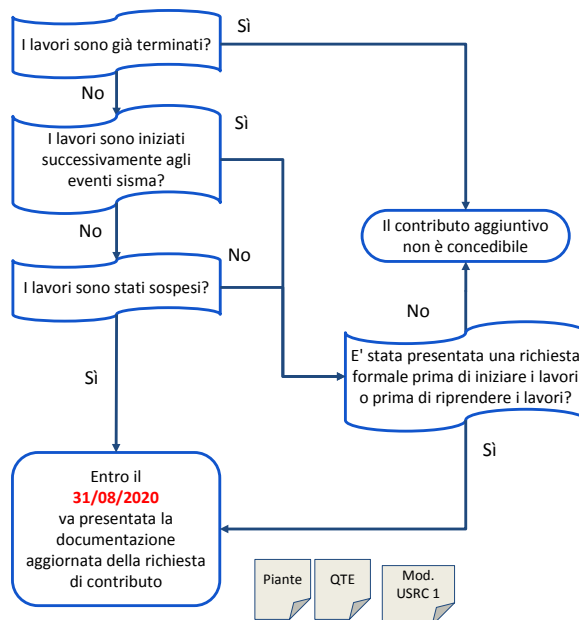 I lavori sono già terminati?
Sì
No
I lavori sono iniziati
successivamente agli
eventi sisma?
Sì
No
I lavori sono stati sospesi?
No
Sì
Il contributo aggiuntivo
non è concedibile
No
E' stata presentata una richiesta
formale prima di iniziare i lavori
o prima di riprendere i lavori?
Sì
Entro il
31/08/2020
va presentata la
documentazione
aggiornata della richiesta
di contributo
Piante
QTE
Mod.
USRC 1